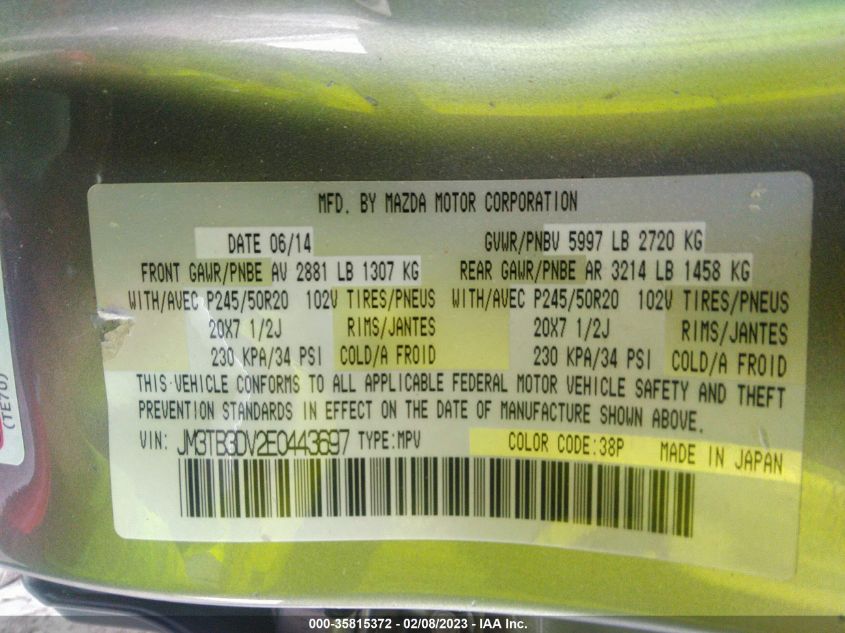 MFD. BY MAZDA MOTOR CORPORATION
DATE 06/14 GVWR/PNBV 5997 LB 2720 KG
FRONT GAWR/PNBE AV 2881 LB 1307 KG REAR GAWR/PNBE AR 3214 LB 1458 KG
WITH/AVEC P245/50R20 102V TIRES/PNEUS WITH/AVEC P245/50R20 102V TIRES/PNEUS
20X7 1/2J RIMS/JANTES 20X7 1/2J RIMS/JANTES
230 KPA/34 PSI COLD/A FROID 230 KPA/34 PSI COLD/A FROID
THIS VEHICLE CONFORMS TO ALL APPLICABLE FEDERAL MOTOR VEHICLE SAFETY AND THEFT
PREVENTION STANDARDS IN EFFECT ON THE DATE OF MANUFACTURE SHOWN ABOVE.
VIN: JM3TB3DV2E0443697 TYPE:MPV COLOR CODE:38P MADE IN JAPAN
(TE70)
000-35815372 - 02/08/2023 - IAA Inc.